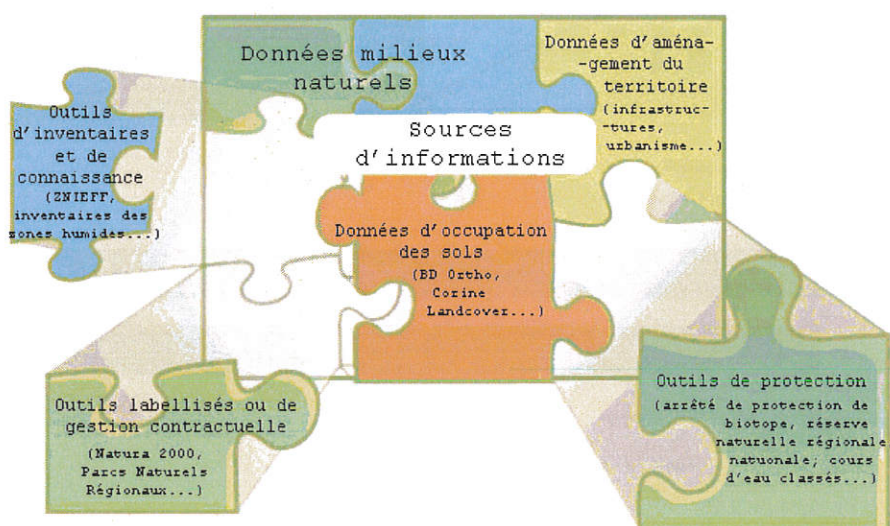 Données milieux
naturels
Données d'aména-
-gement du
territoire
(infrastruc-
-tures,
urbanisme...)
Sources
d'informations
Outils
d'inventaires
et de
connaissance
(ZNIEFF,
inventaires des
zones humides...)
Données d'occupation
des sols
(BD Ortho,
Corine
Landcover...)
Outils labellisés ou de
gestion contractuelle
(Natura 2000,
Parcs Naturels
Régionaux...)
Outils de protection
(arrêté de protection de
biotope, réserve
naturelle régionale
natuonale; cours
d'eau classés...)